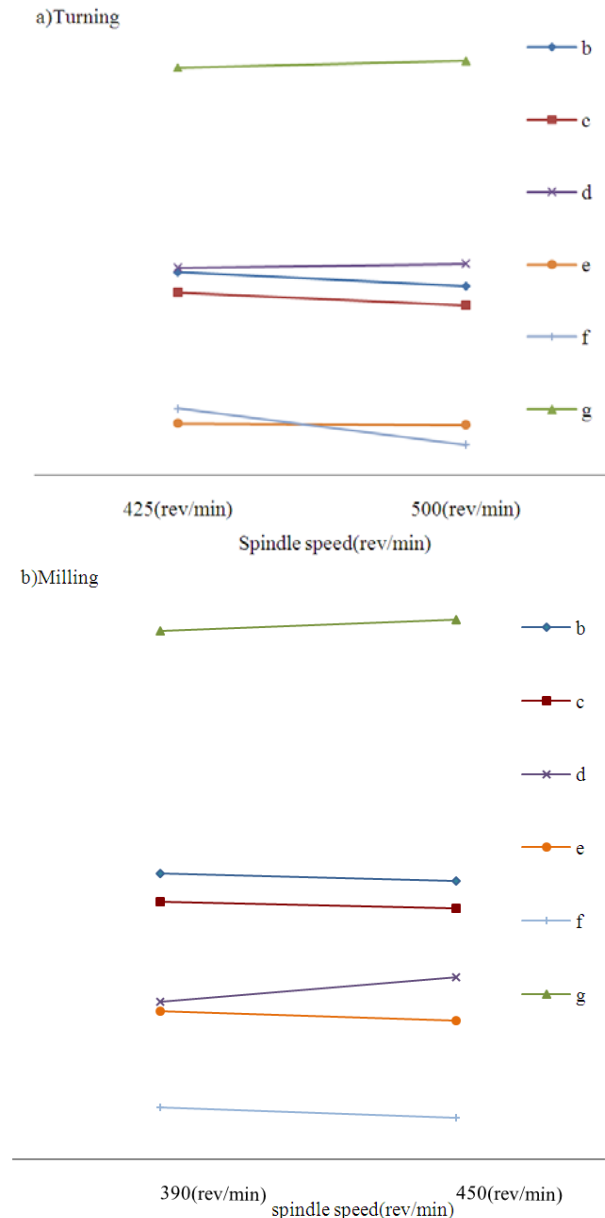 a)Turning
b
c
d
e
f
g
425(rev/min) 500(rev/min)
Spindle speed(rev/min)
b)Milling
b
c
d
e
f
g
390(rev/min) 450(rev/min)
spindle speed(rev/min)